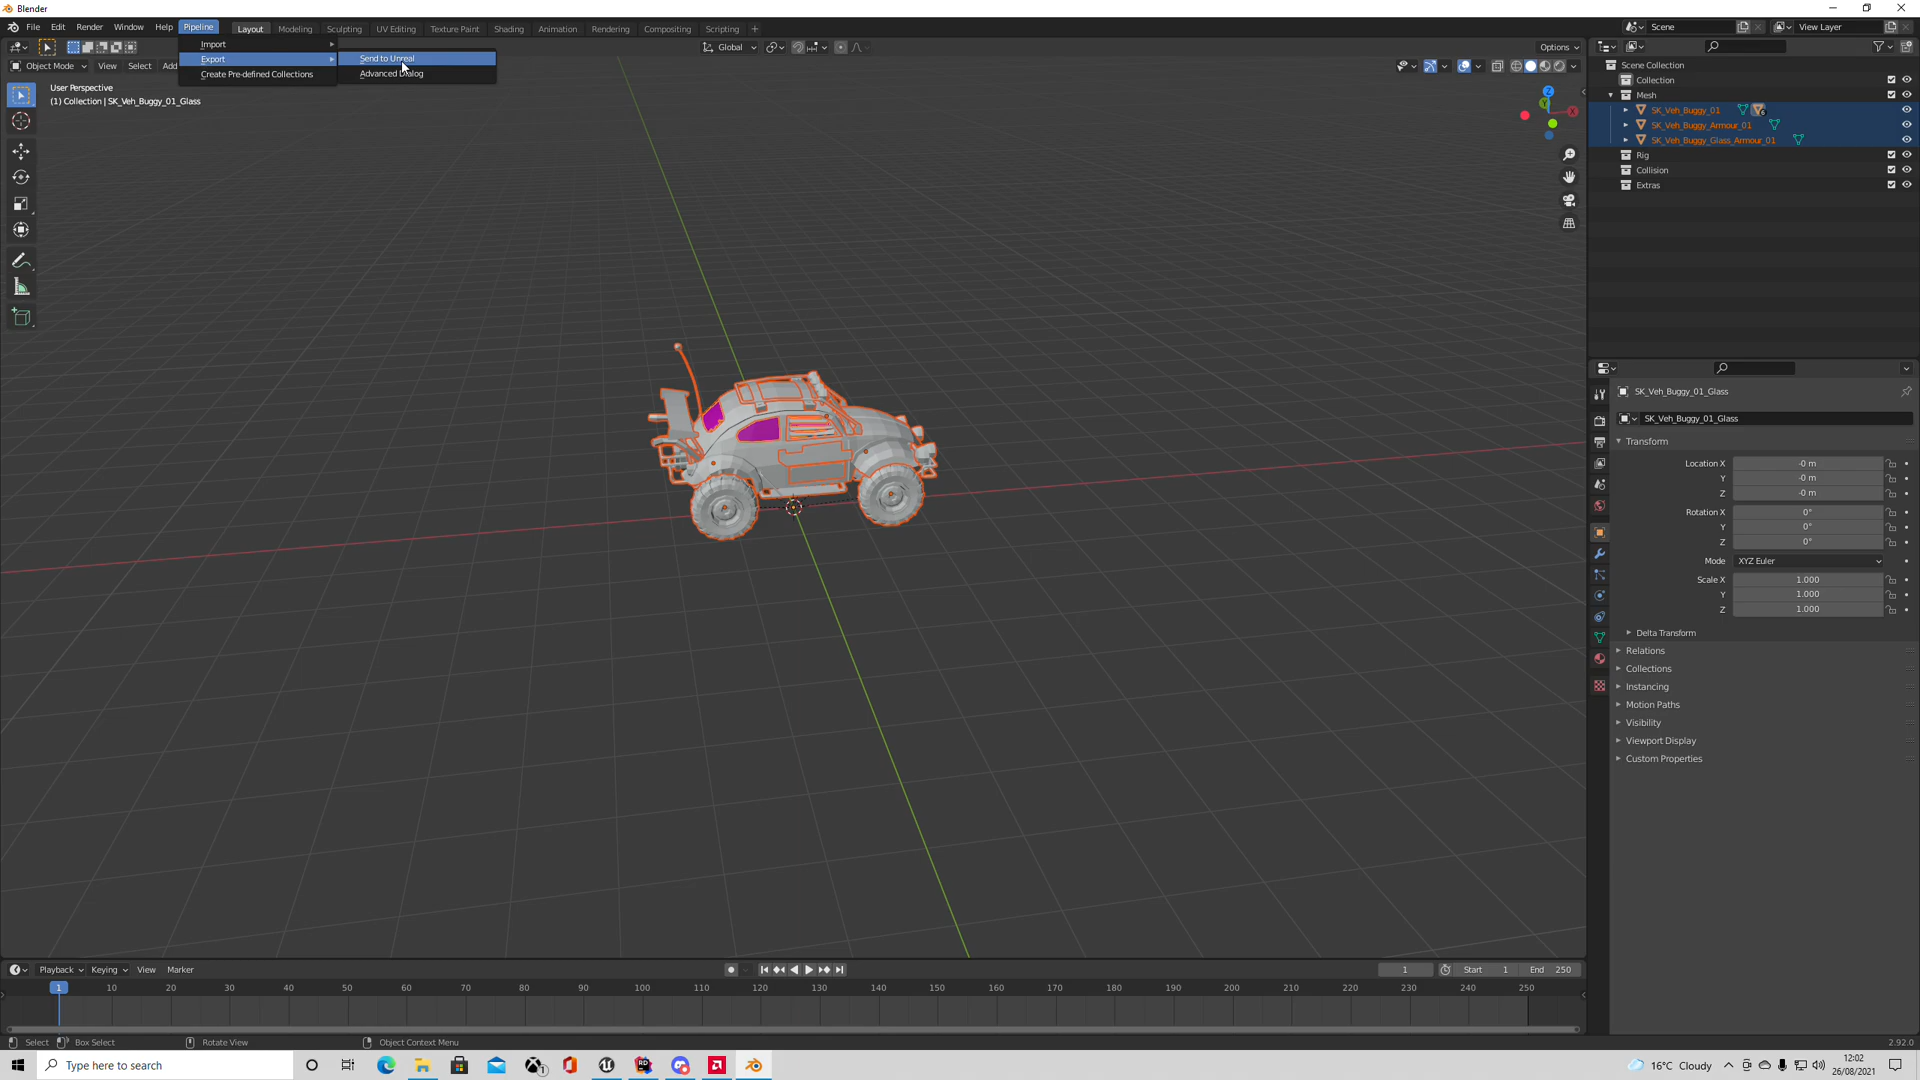 Blender
File Edit Render Window Help Pipeline Layout Modeling Sculpting UV Editing Texture Paint Shading Animation Rendering Compositing Scripting +
Scene View Layer
Import
Export
Create Pre-defined Collections
Send to Unreal
Advanced Dialog
Global
Options
Object Mode View Select Add
User Perspective
(1) Collection | SK_Veh_Buggy_01_Glass
Z
Y
X
Scene Collection
Collection
Mesh
SK_Veh_Buggy_01
SK_Veh_Buggy_Armour_01
SK_Veh_Buggy_Glass_Armour_01
Rig
Collision
Extras
SK_Veh_Buggy_01_Glass
SK_Veh_Buggy_01_Glass
Transform
Location X -0 m
Y -0 m
Z -0 m
Rotation X 0°
Y 0°
Z 0°
Mode XYZ Euler
Scale X 1.000
Y 1.000
Z 1.000
Delta Transform
Relations
Collections
Instancing
Motion Paths
Visibility
Viewport Display
Custom Properties
Playback Keying View Marker
1 Start 1 End 250
1 10 20 30 40 50 60 70 80 90 100 110 120 130 140 150 160 170 180 190 200 210 220 230 240 250
Select Box Select Rotate View Object Context Menu 2.92.0
Type here to search
16°C Cloudy
12:02
26/08/2021